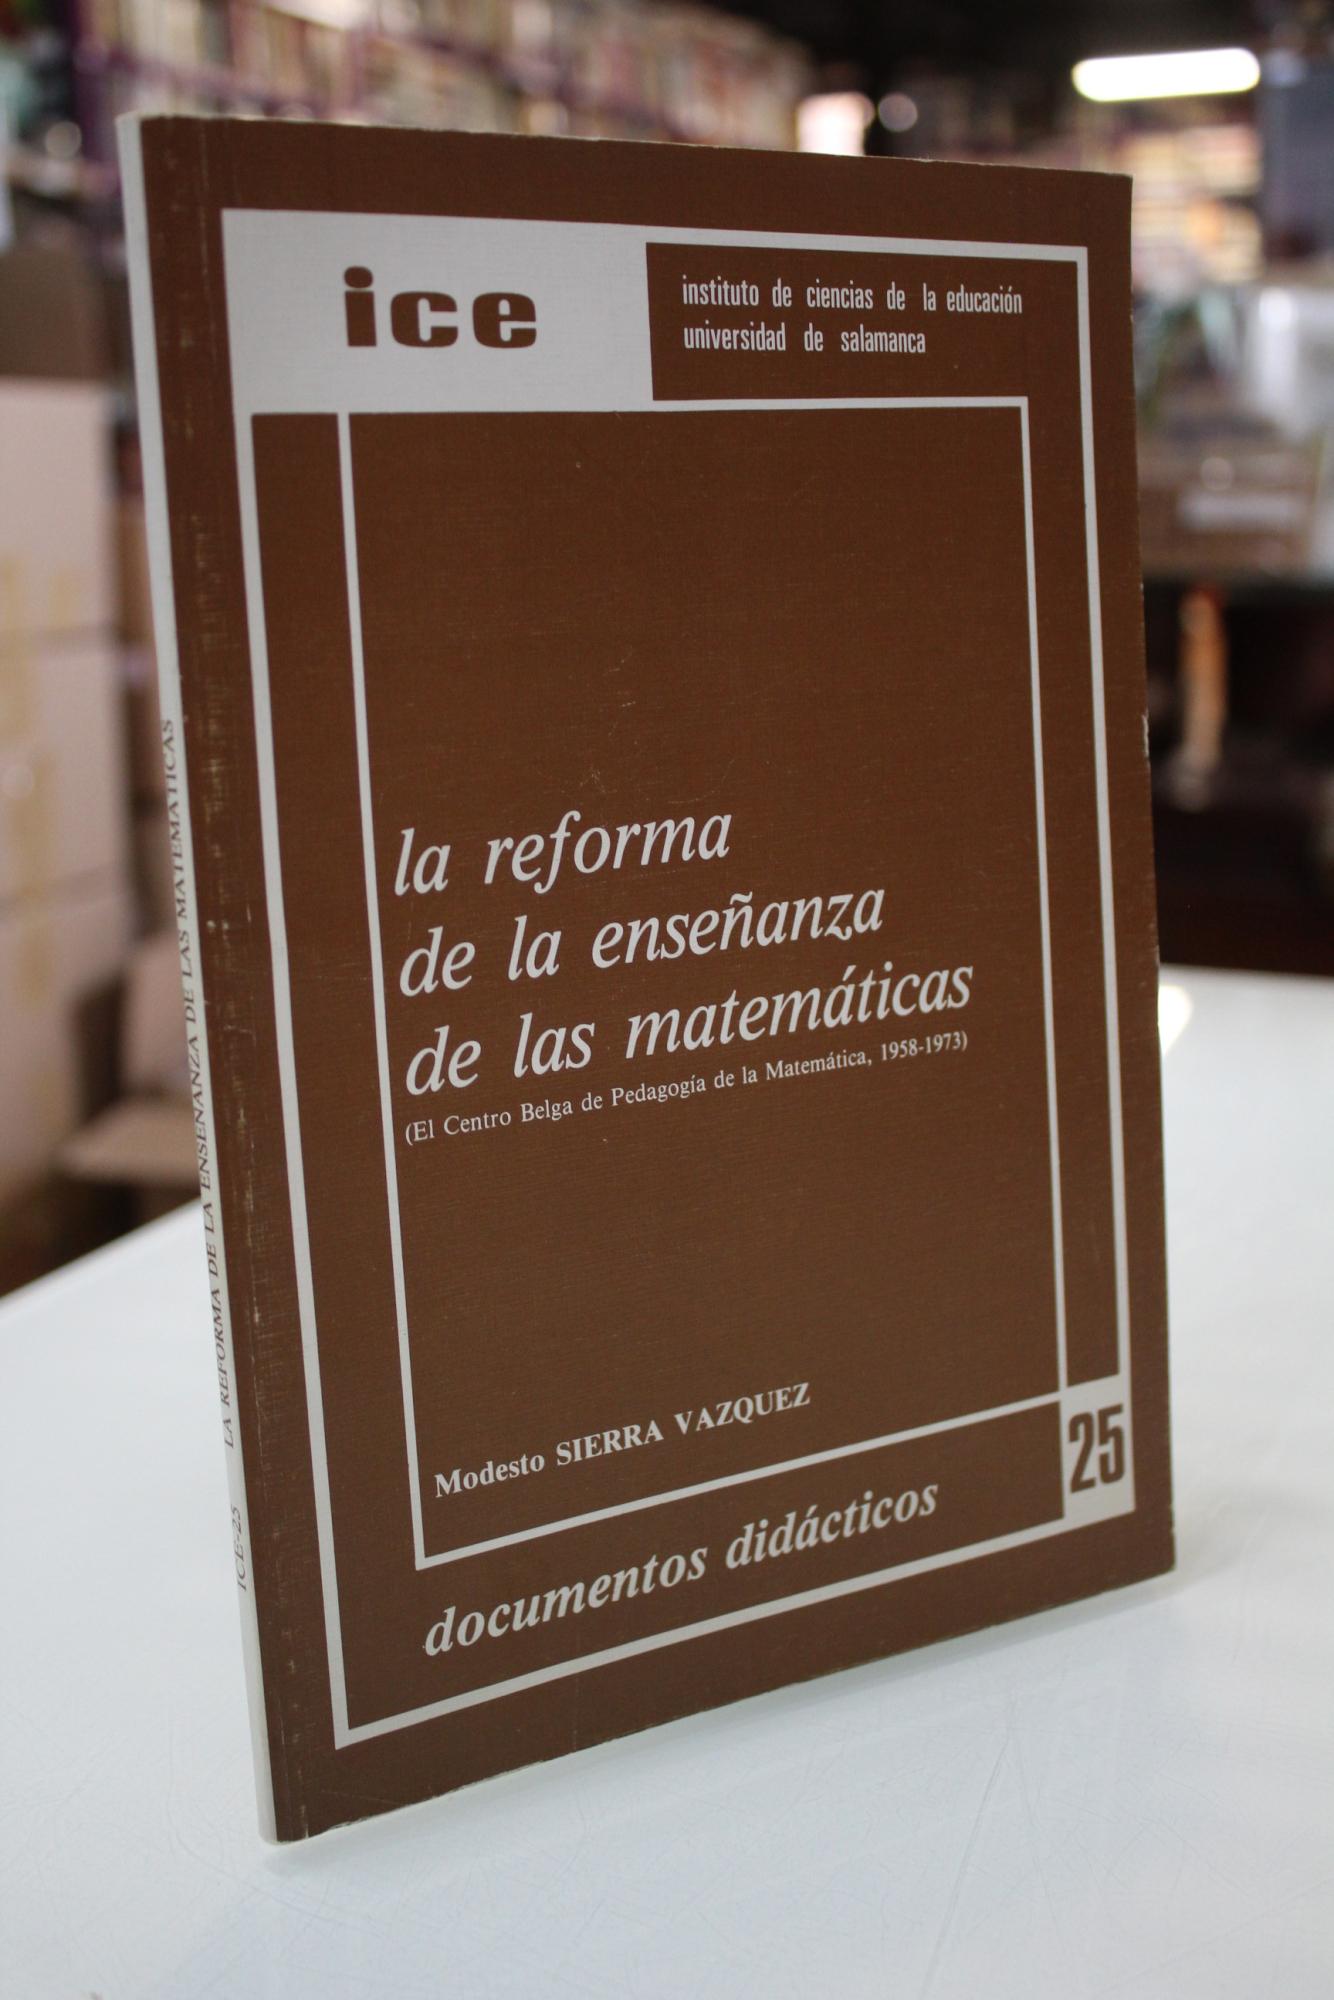 ice
instituto de ciencias de la educación
universidad de salamanca
la reforma
de la enseñanza
de las matemáticas
(El Centro Belga de Pedagogía de la Matemática, 1958-1973)
Modesto SIERRA VAZQUEZ
documentos didácticos
25
ICE-25 LA REFORMA DE LA ENSEÑANZA DE LAS MATEMATICAS